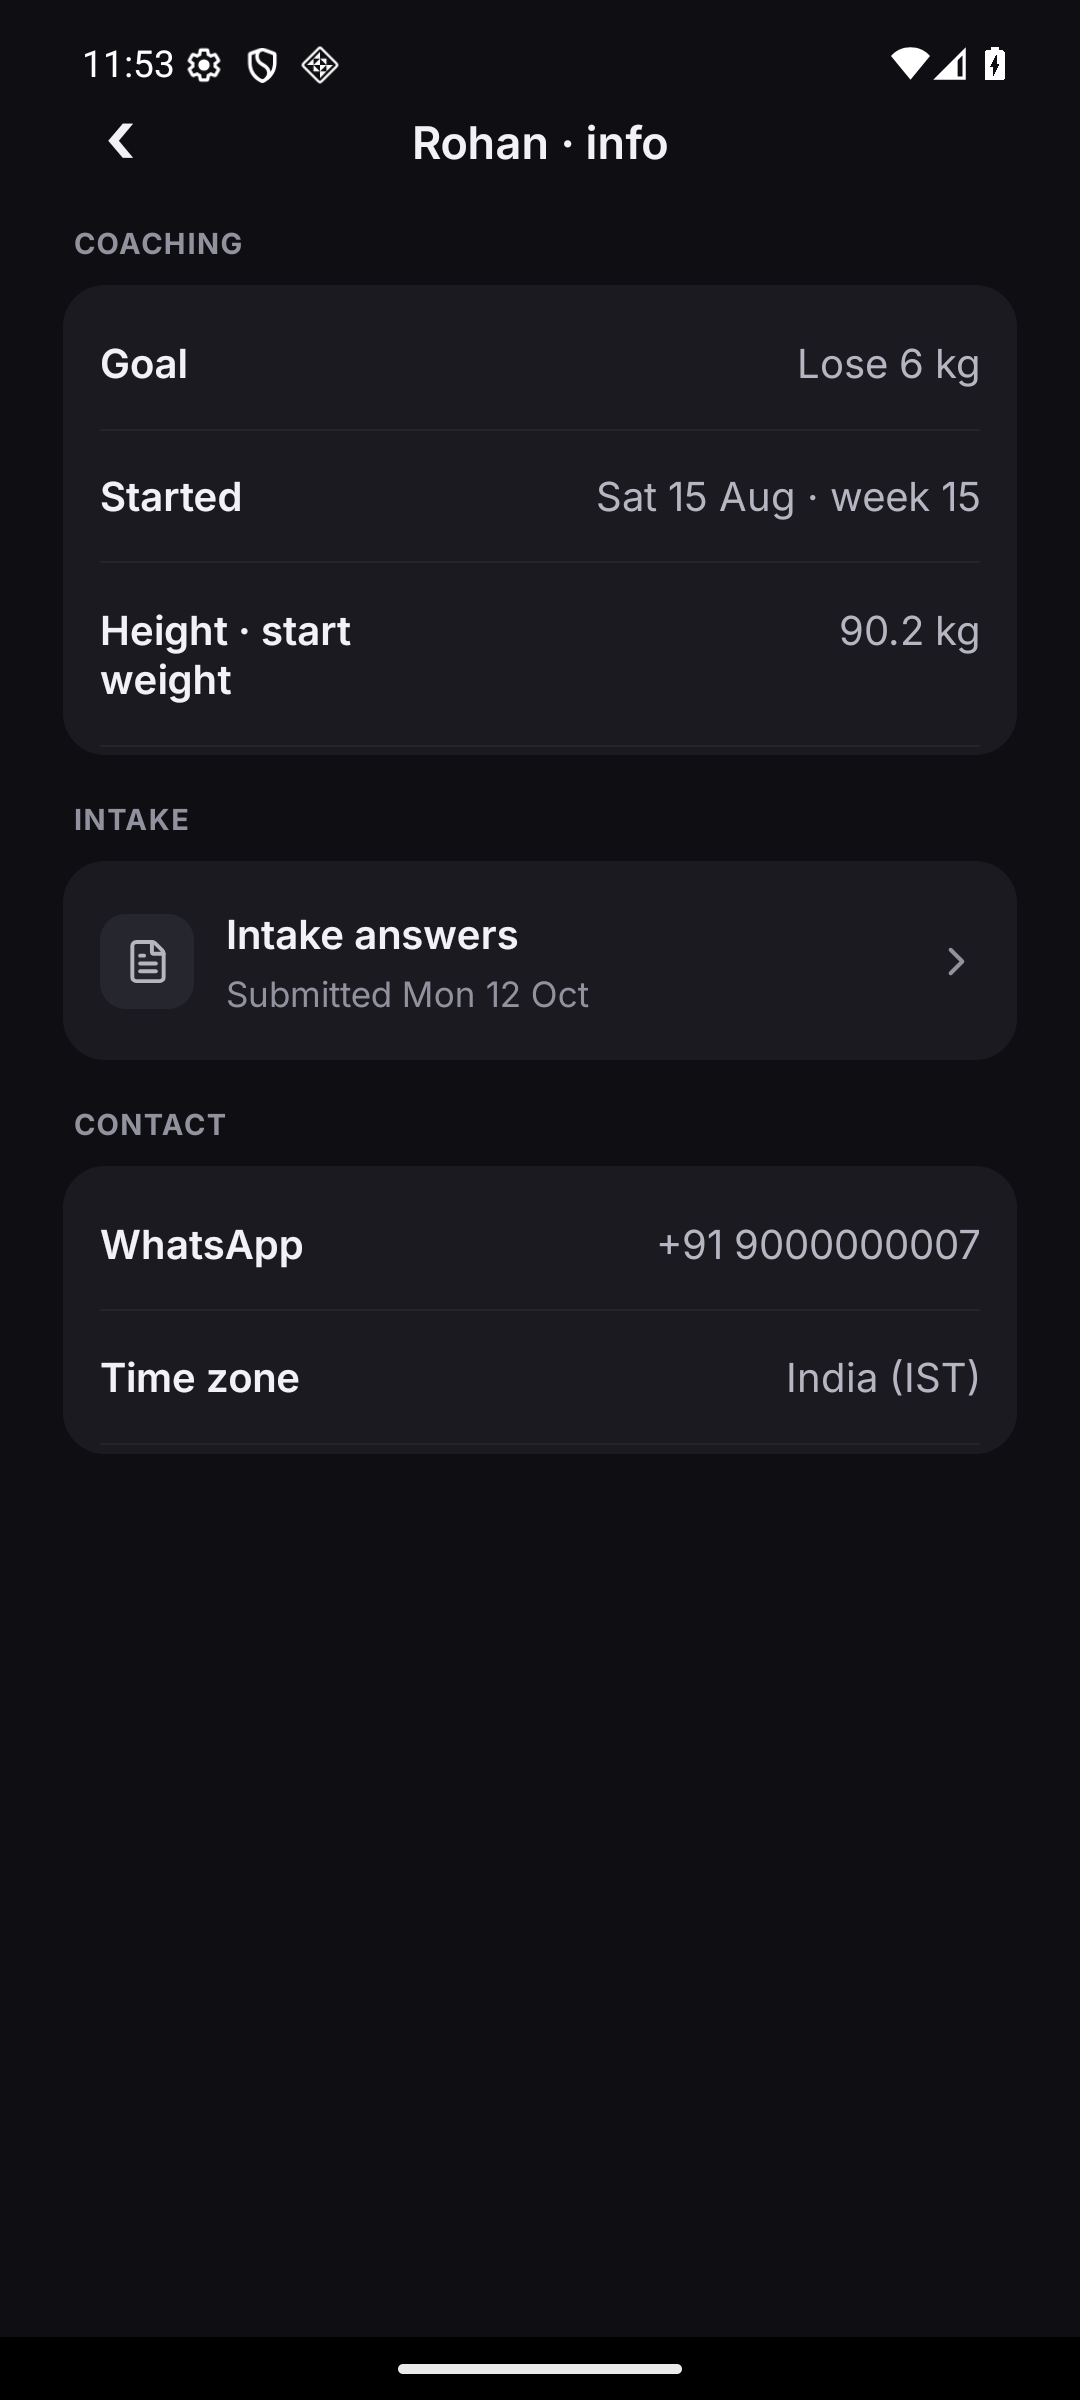 11:53
Rohan · info
COACHING
Goal
Lose 6 kg
Started
Sat 15 Aug · week 15
Height · start
weight
90.2 kg
INTAKE
Intake answers
Submitted Mon 12 Oct
CONTACT
WhatsApp
+91 9000000007
Time zone
India (IST)